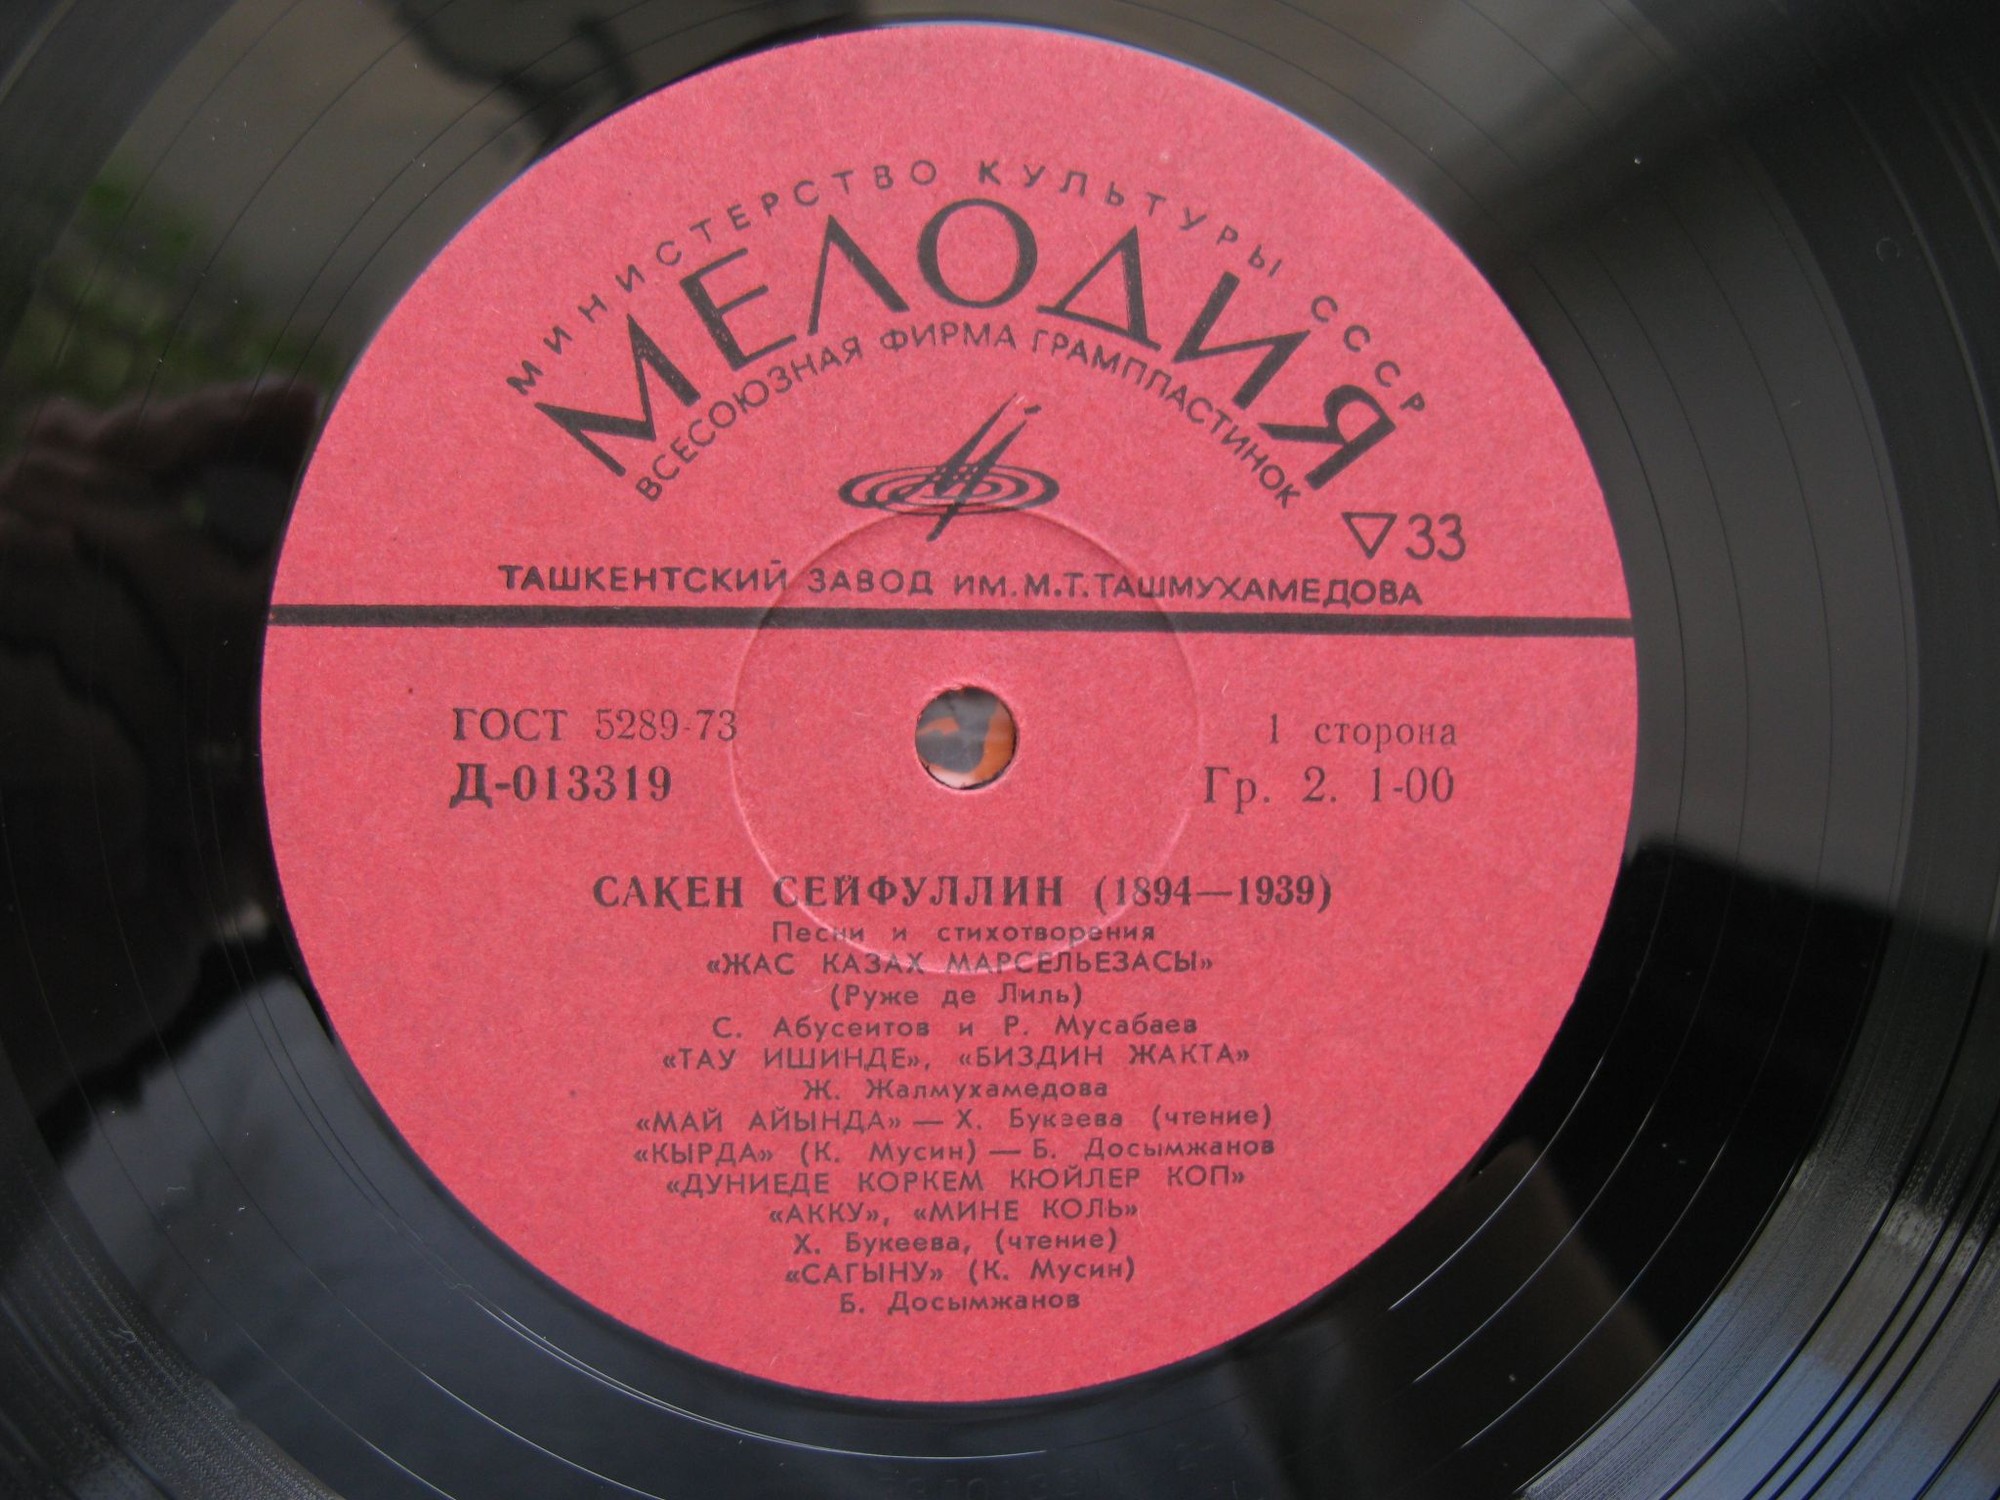 МИНИСТЕРСТВО КУЛЬТУРЫ СССР
МЕЛОДИЯ
ВСЕСОЮЗНАЯ ФИРМА ГРАМПЛАСТИНОК
33
ТАШКЕНТСКИЙ ЗАВОД ИМ. М.Т. ТАШМУХАМЕДОВА
ГОСТ 5289-73
1 сторона
Д-013319
Гр. 2. 1-00
САКЕН СЕЙФУЛЛИН (1894—1939)
Песни и стихотворения
«ЖАС КАЗАХ МАРСЕЛЬЕЗАСЫ»
(Руже де Лиль)
С. Абусеитов и Р. Мусабаев
«ТАУ ИШИНДЕ», «БИЗДИН ЖАКТА»
Ж. Жалмухамедова
«МАЙ АЙЫНДА» — Х. Букеева (чтение)
«КЫРДА» (К. Мусин) — Б. Досымжанов
«ДУНИЕДЕ КОРКЕМ КЮЙЛЕР КОП»
«АККУ», «МИНЕ КОЛЬ»
Х. Букеева, (чтение)
«САГЫНУ» (К. Мусин)
Б. Досымжанов